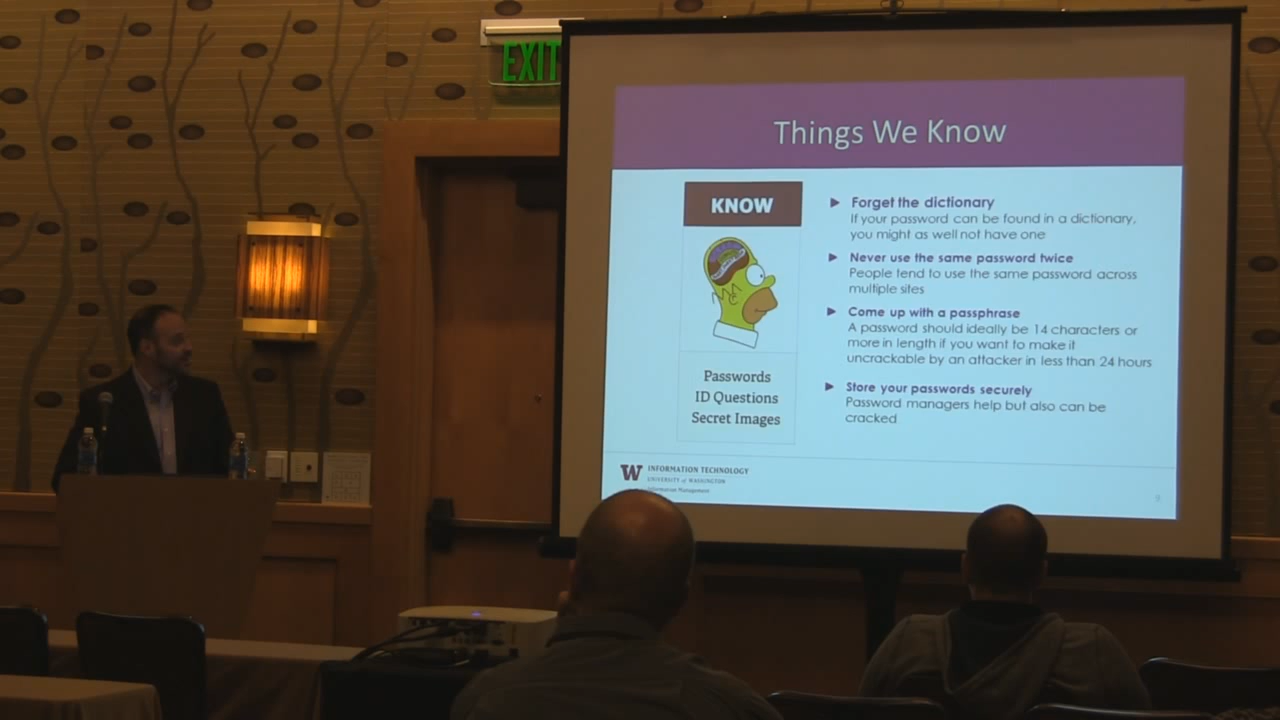 EXIT
Things We Know
KNOW
Passwords
ID Questions
Secret Images
► Forget the dictionary
If your password can be found in a dictionary,
you might as well not have one
► Never use the same password twice
People tend to use the same password across
multiple sites
► Come up with a passphrase
A password should ideally be 14 characters or
more in length if you want to make it
uncrackable by an attacker in less than 24 hours
► Store your passwords securely
Password managers help but also can be
cracked
W INFORMATION TECHNOLOGY
UNIVERSITY of WASHINGTON
Information Management